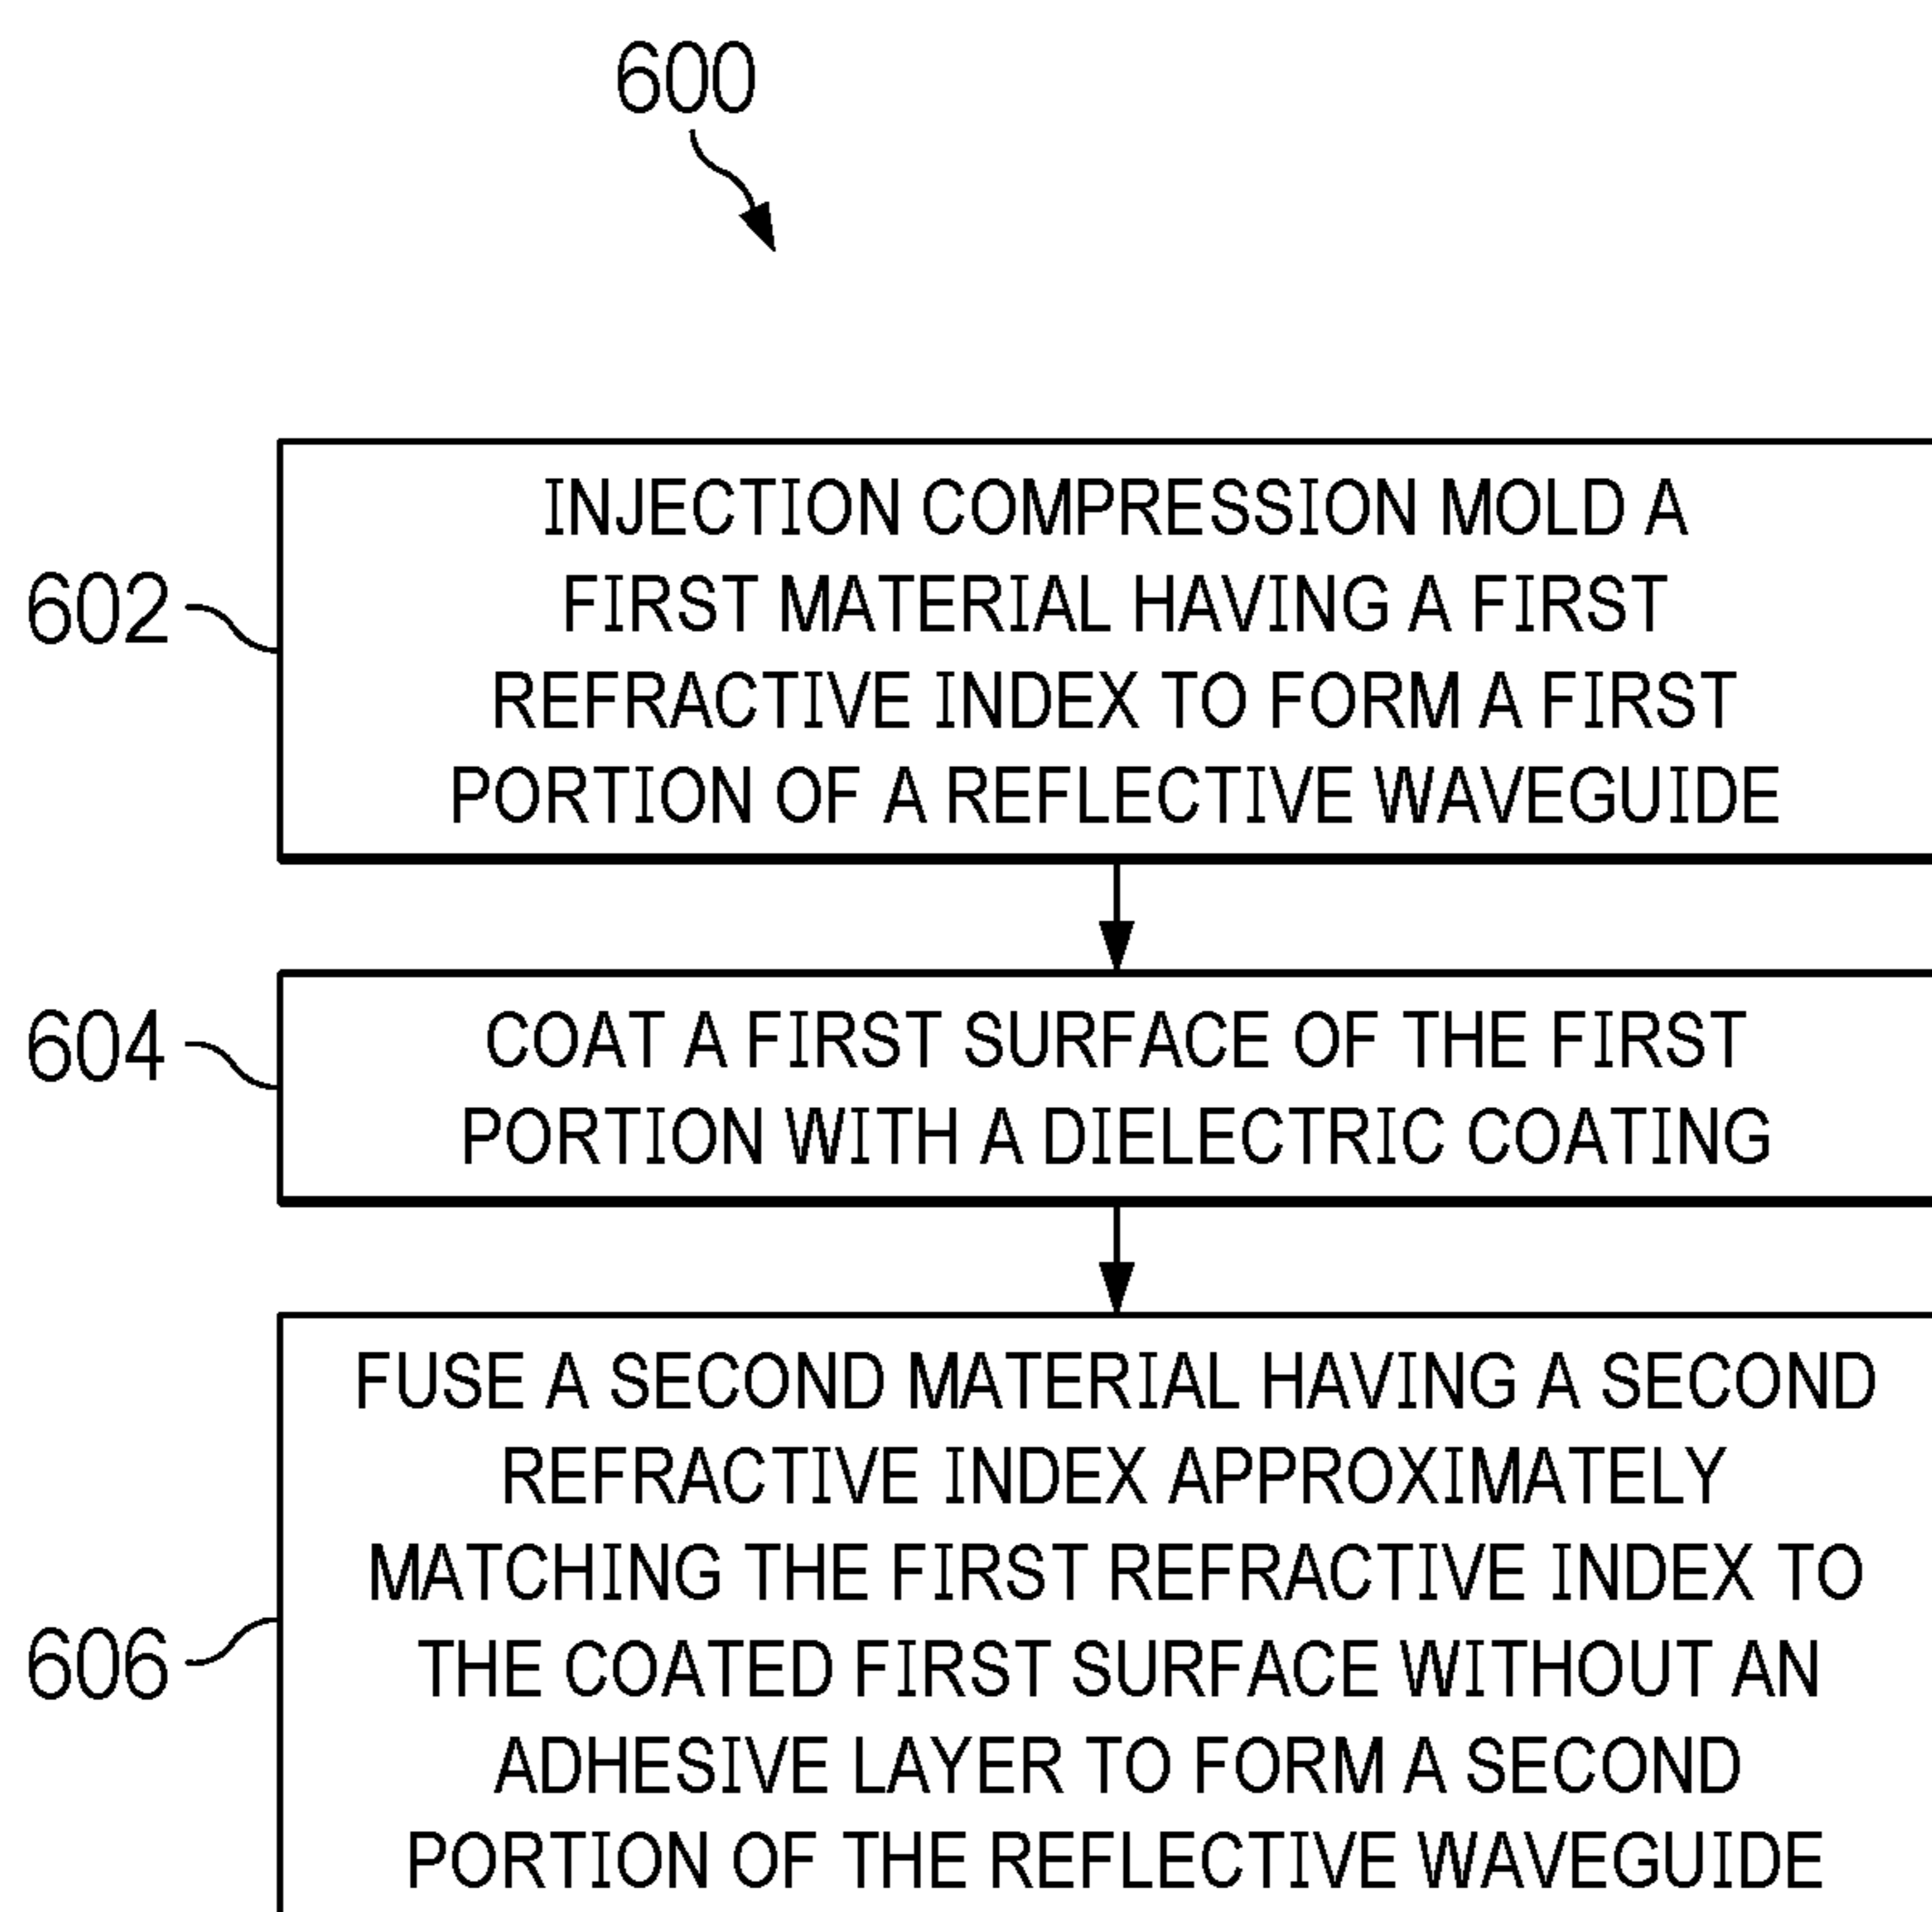 600
602
INJECTION COMPRESSION MOLD A
FIRST MATERIAL HAVING A FIRST
REFRACTIVE INDEX TO FORM A FIRST
PORTION OF A REFLECTIVE WAVEGUIDE
604
COAT A FIRST SURFACE OF THE FIRST
PORTION WITH A DIELECTRIC COATING
606
FUSE A SECOND MATERIAL HAVING A SECOND
REFRACTIVE INDEX APPROXIMATELY
MATCHING THE FIRST REFRACTIVE INDEX TO
THE COATED FIRST SURFACE WITHOUT AN
ADHESIVE LAYER TO FORM A SECOND
PORTION OF THE REFLECTIVE WAVEGUIDE